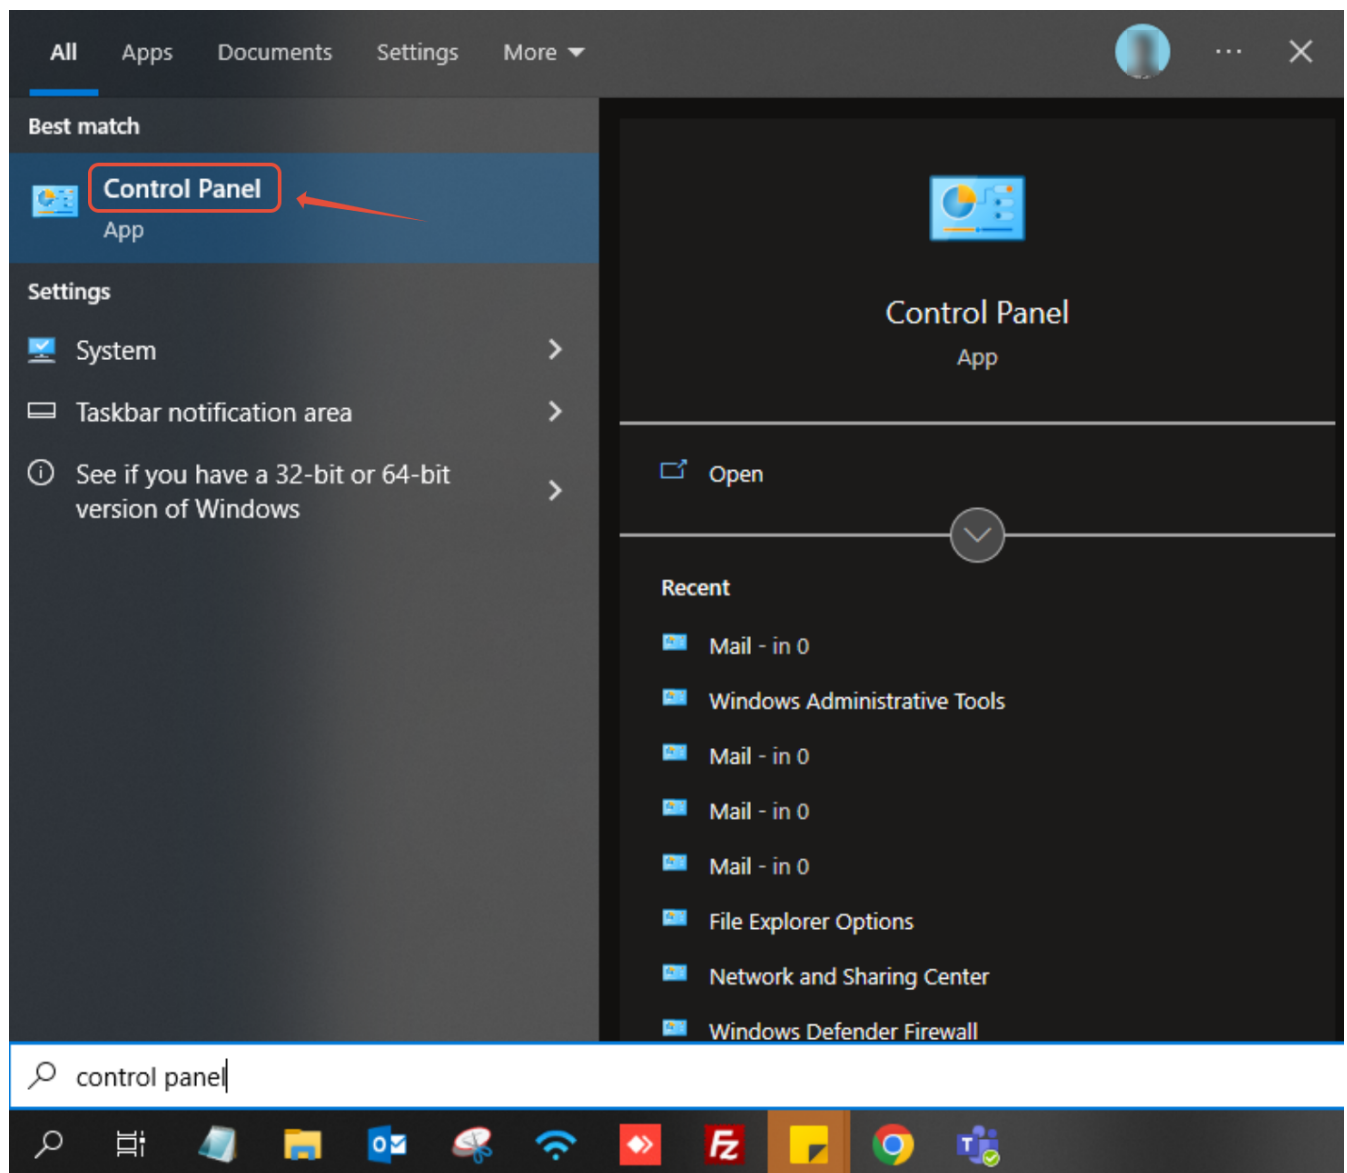 All Apps Documents Settings More
Best match
Control Panel
App
Settings
System
Taskbar notification area
See if you have a 32-bit or 64-bit
version of Windows
Control Panel
App
Open
Recent
Mail - in 0
Windows Administrative Tools
Mail - in 0
Mail - in 0
Mail - in 0
File Explorer Options
Network and Sharing Center
Windows Defender Firewall
control panel